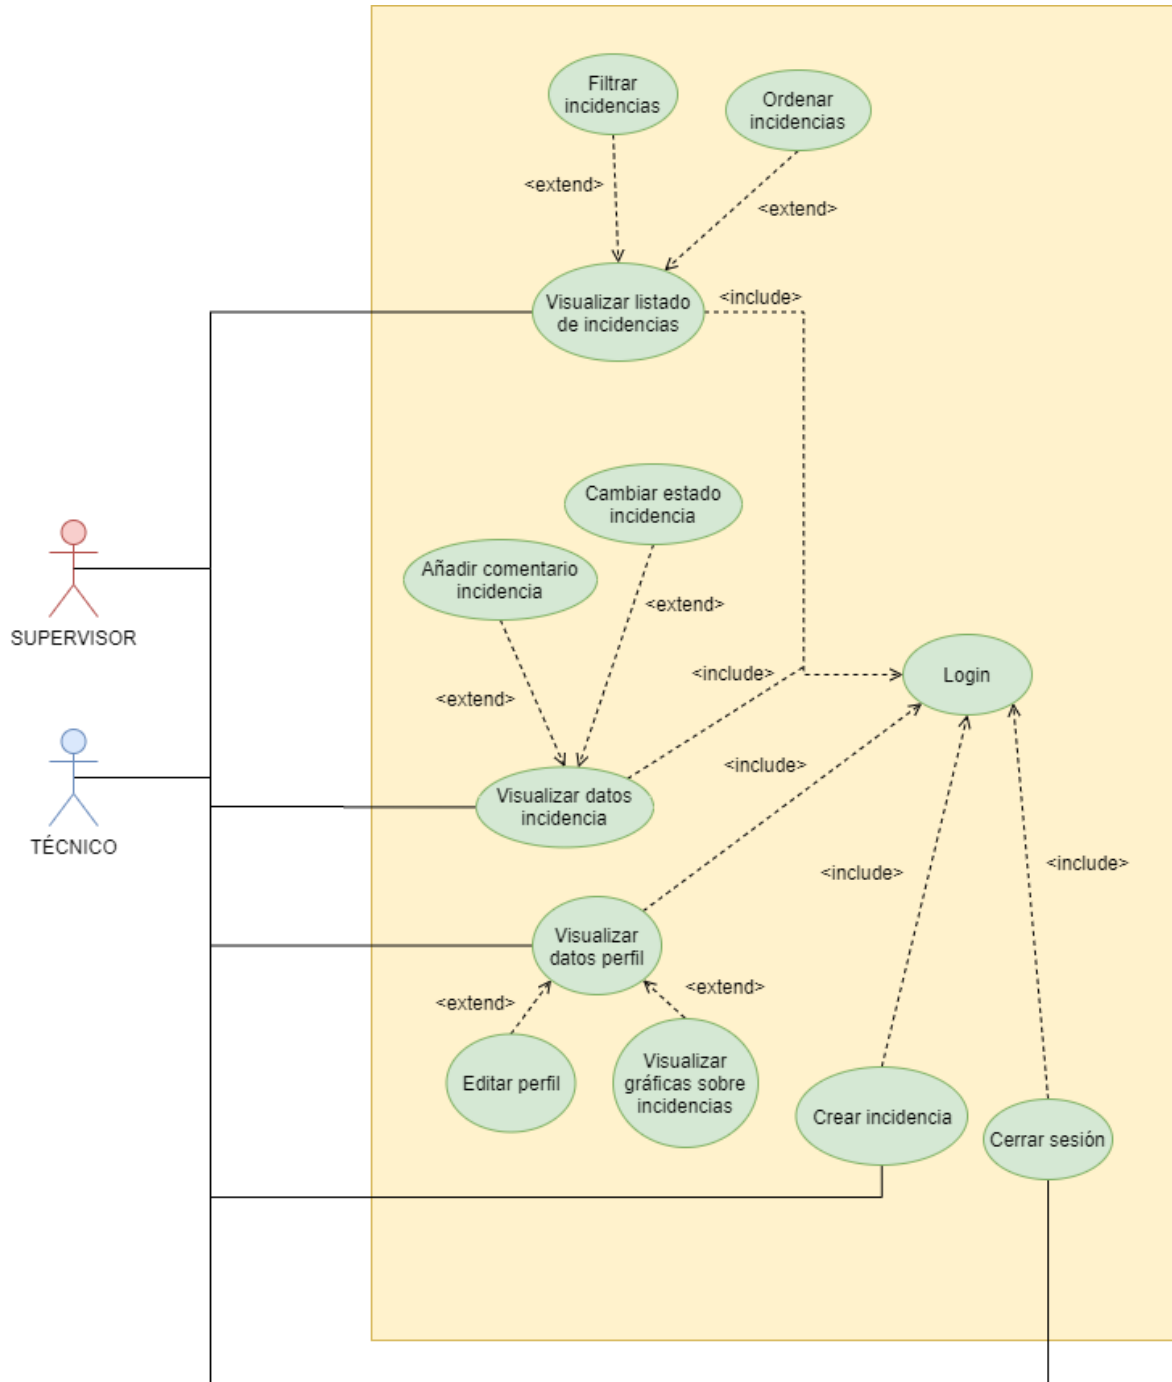 Filtrar
incidencias
Ordenar
incidencias
<extend>
<extend>
Visualizar listado
de incidencias
<include>
Cambiar estado
incidencia
Añadir comentario
incidencia
<extend>
SUPERVISOR
<include>
Login
<extend>
TÉCNICO
<include>
Visualizar datos
incidencia
<include>
<include>
Visualizar
datos perfil
<extend>
<extend>
Editar perfil
Visualizar
gráficas sobre
incidencias
Crear incidencia
Cerrar sesión